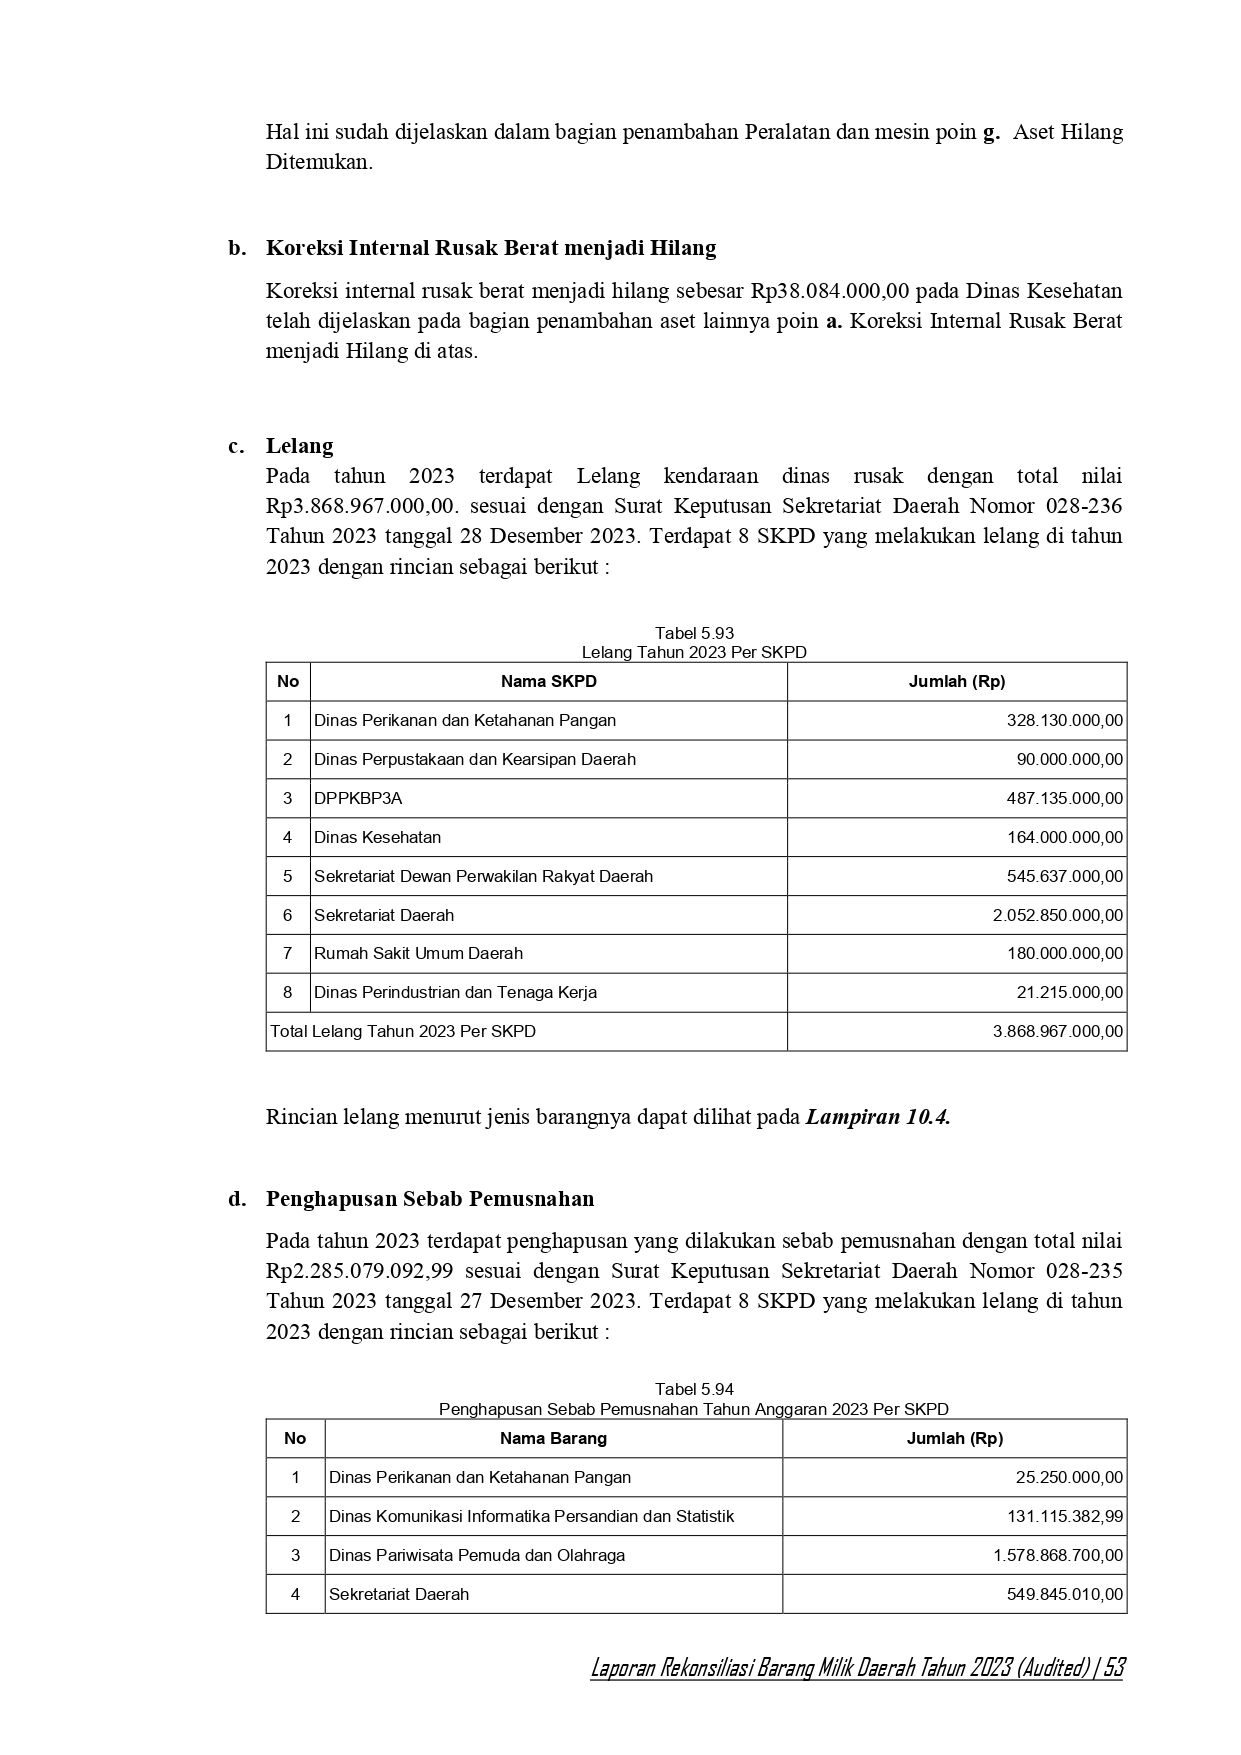 Hal ini sudah dijelaskan dalam bagian penambahan Peralatan dan mesin poin g. Aset Hilang
Ditemukan.
b. Koreksi Internal Rusak Berat menjadi Hilang
Koreksi internal rusak berat menjadi hilang sebesar Rp38.084.000,00 pada Dinas Kesehatan
telah dijelaskan pada bagian penambahan aset lainnya poin a. Koreksi Internal Rusak Berat
menjadi Hilang di atas.
c. Lelang
Pada tahun 2023 terdapat Lelang kendaraan dinas rusak dengan total nilai
Rp3.868.967.000,00. sesuai dengan Surat Keputusan Sekretariat Daerah Nomor 028-236
Tahun 2023 tanggal 28 Desember 2023. Terdapat 8 SKPD yang melakukan lelang di tahun
2023 dengan rincian sebagai berikut :
Tabel 5.93
Lelang Tahun 2023 Per SKPD
No Nama SKPD Jumlah (Rp)
1 Dinas Perikanan dan Ketahanan Pangan 328.130.000,00
2 Dinas Perpustakaan dan Kearsipan Daerah 90.000.000,00
3 DPPKBP3A 487.135.000,00
4 Dinas Kesehatan 164.000.000,00
5 Sekretariat Dewan Perwakilan Rakyat Daerah 545.637.000,00
6 Sekretariat Daerah 2.052.850.000,00
7 Rumah Sakit Umum Daerah 180.000.000,00
8 Dinas Perindustrian dan Tenaga Kerja 21.215.000,00
Total Lelang Tahun 2023 Per SKPD 3.868.967.000,00
Rincian lelang menurut jenis barangnya dapat dilihat pada Lampiran 10.4.
d. Penghapusan Sebab Pemusnahan
Pada tahun 2023 terdapat penghapusan yang dilakukan sebab pemusnahan dengan total nilai
Rp2.285.079.092,99 sesuai dengan Surat Keputusan Sekretariat Daerah Nomor 028-235
Tahun 2023 tanggal 27 Desember 2023. Terdapat 8 SKPD yang melakukan lelang di tahun
2023 dengan rincian sebagai berikut :
Tabel 5.94
Penghapusan Sebab Pemusnahan Tahun Anggaran 2023 Per SKPD
No Nama Barang Jumlah (Rp)
1 Dinas Perikanan dan Ketahanan Pangan 25.250.000,00
2 Dinas Komunikasi Informatika Persandian dan Statistik 131.115.382,99
3 Dinas Pariwisata Pemuda dan Olahraga 1.578.868.700,00
4 Sekretariat Daerah 549.845.010,00
Laporan Rekonsiliasi Barang Milik Daerah Tahun 2023 (Audited) | 53